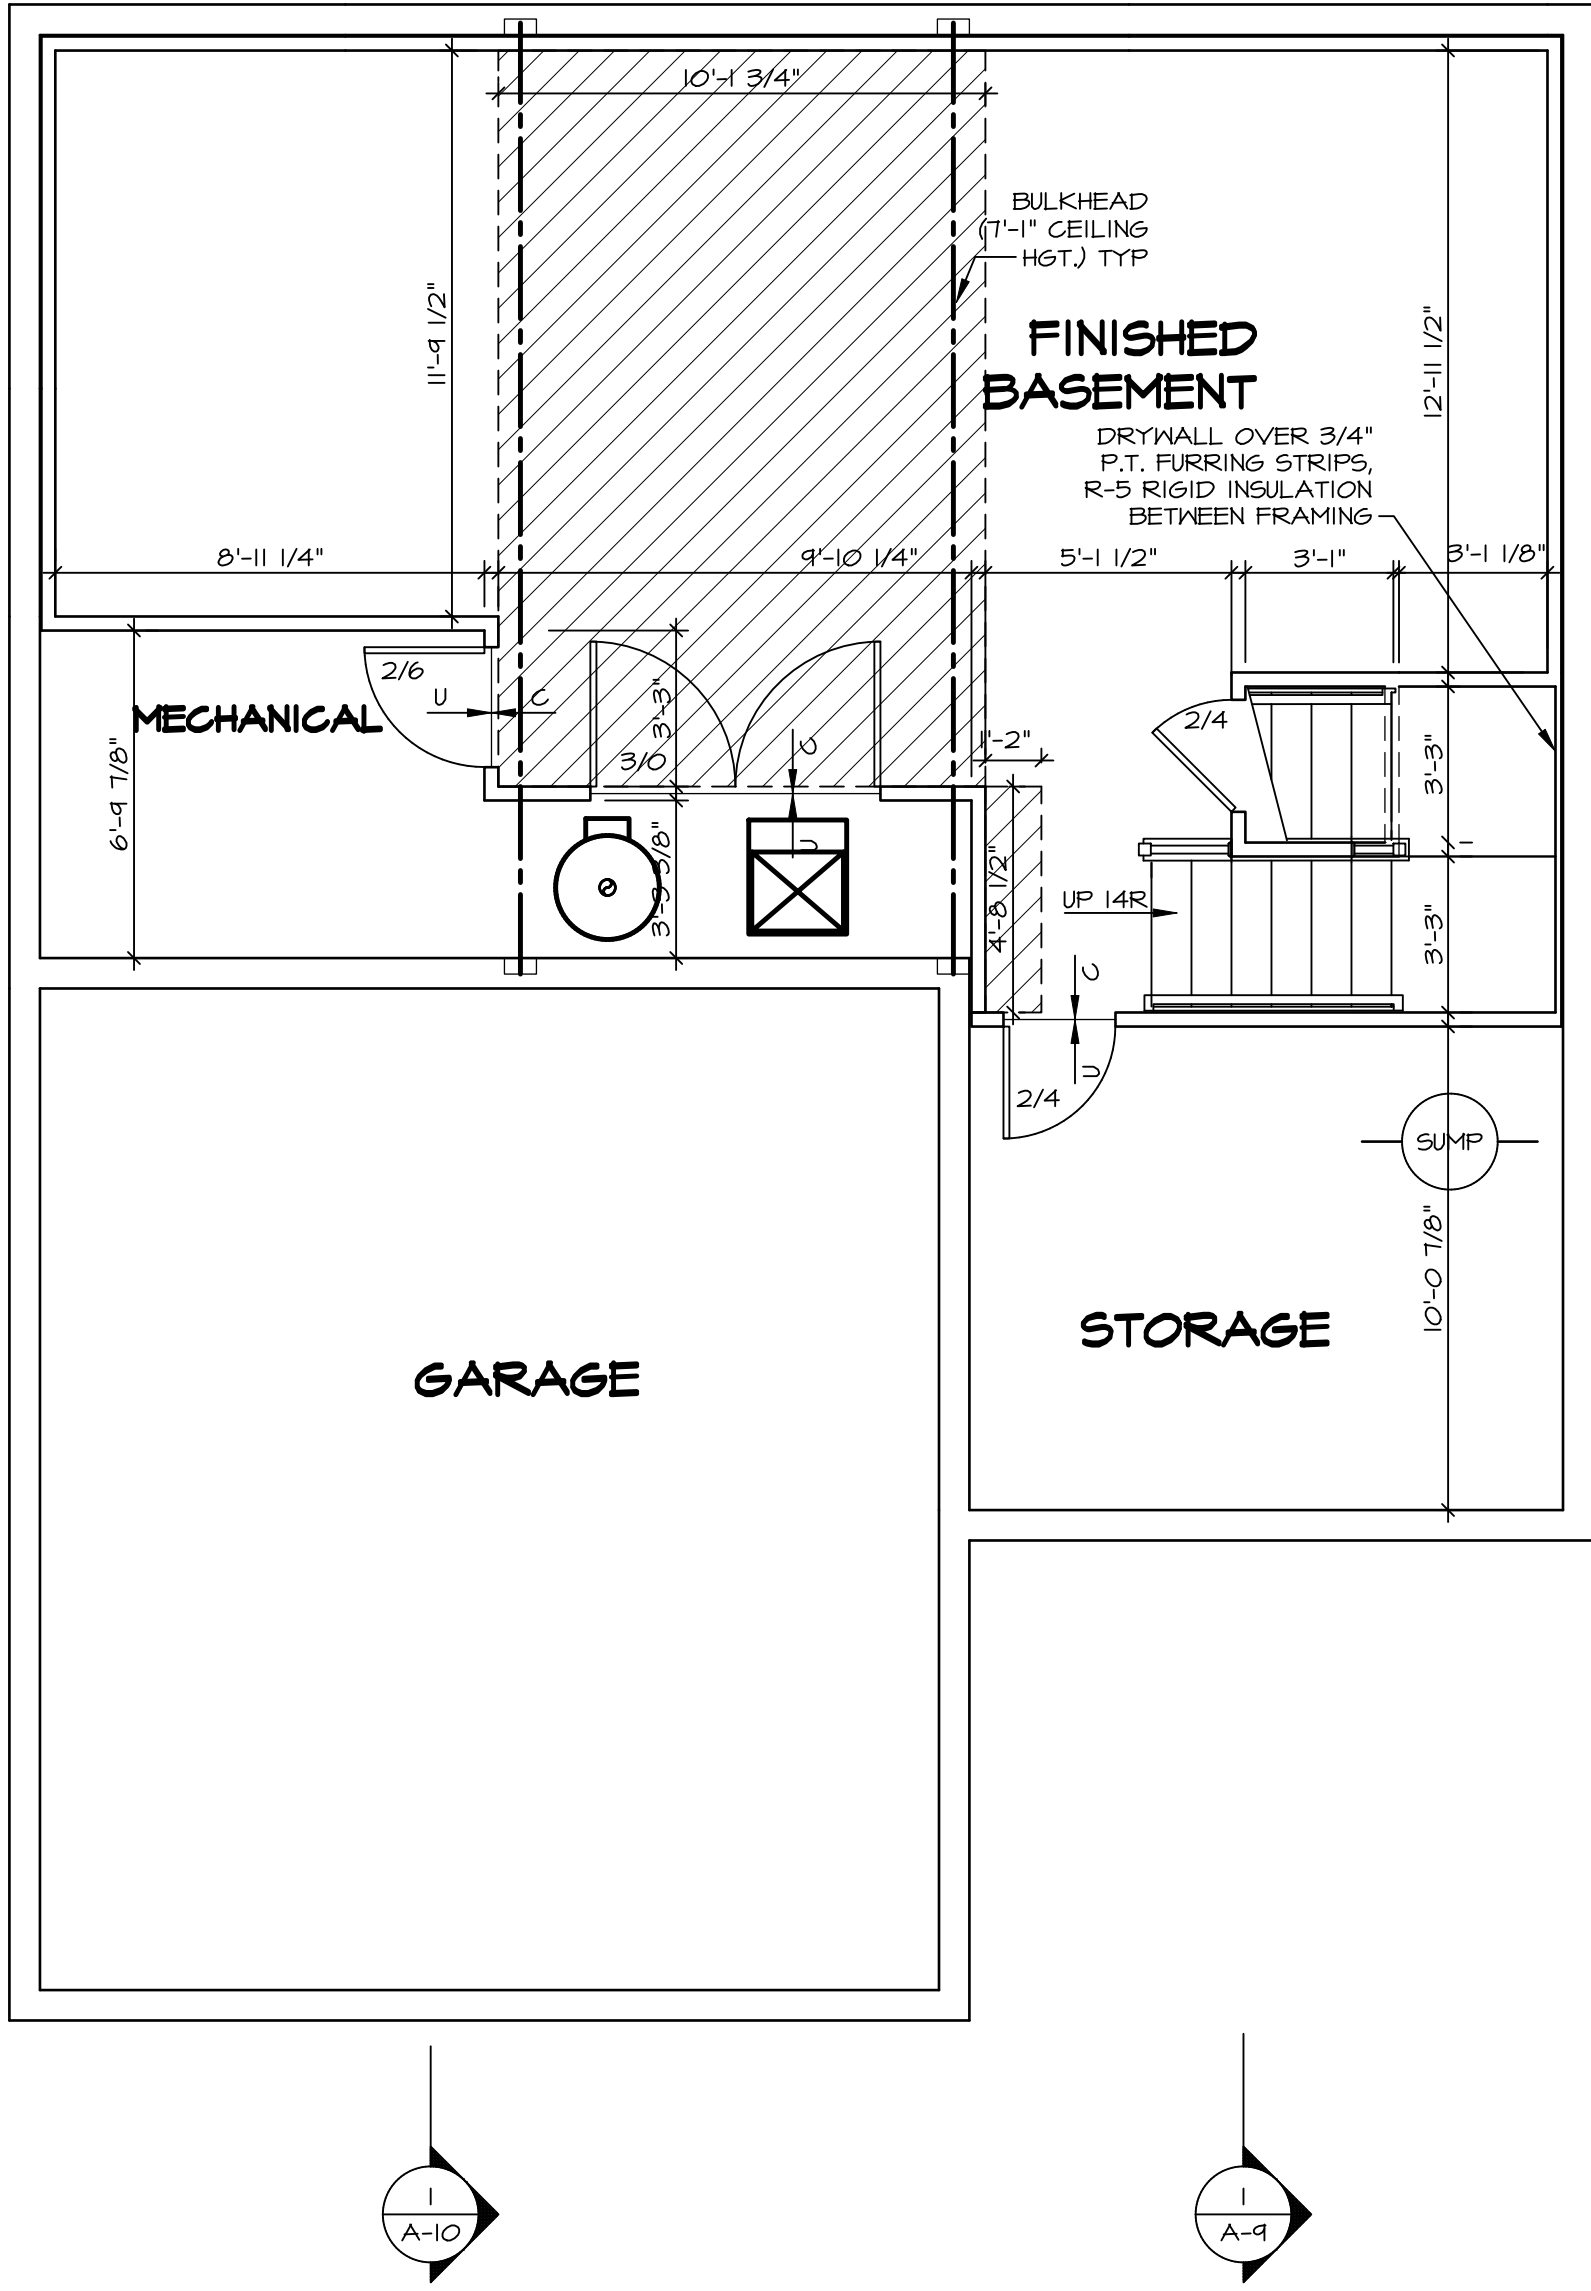 10'-1 3/4"
BULKHEAD
(7'-1" CEILING
HGT.) TYP
11'-9 1/2"
12'-11 1/2"
FINISHED
BASEMENT
DRYWALL OVER 3/4"
P.T. FURRING STRIPS,
R-5 RIGID INSULATION
BETWEEN FRAMING
8'-11 1/4"
9'-10 1/4"
5'-1 1/2"
3'-1"
3'-1 1/8"
2/6
U
C
MECHANICAL
6'-9 7/8"
3'-3"
3/0
C
U
3'-3 3/8"
1'-2"
4'-8 1/2"
2/4
3'-3"
UP 14R
3'-3"
C
U
2/4
SUMP
10'-0 7/8"
STORAGE
GARAGE
1
A-10
1
A-9